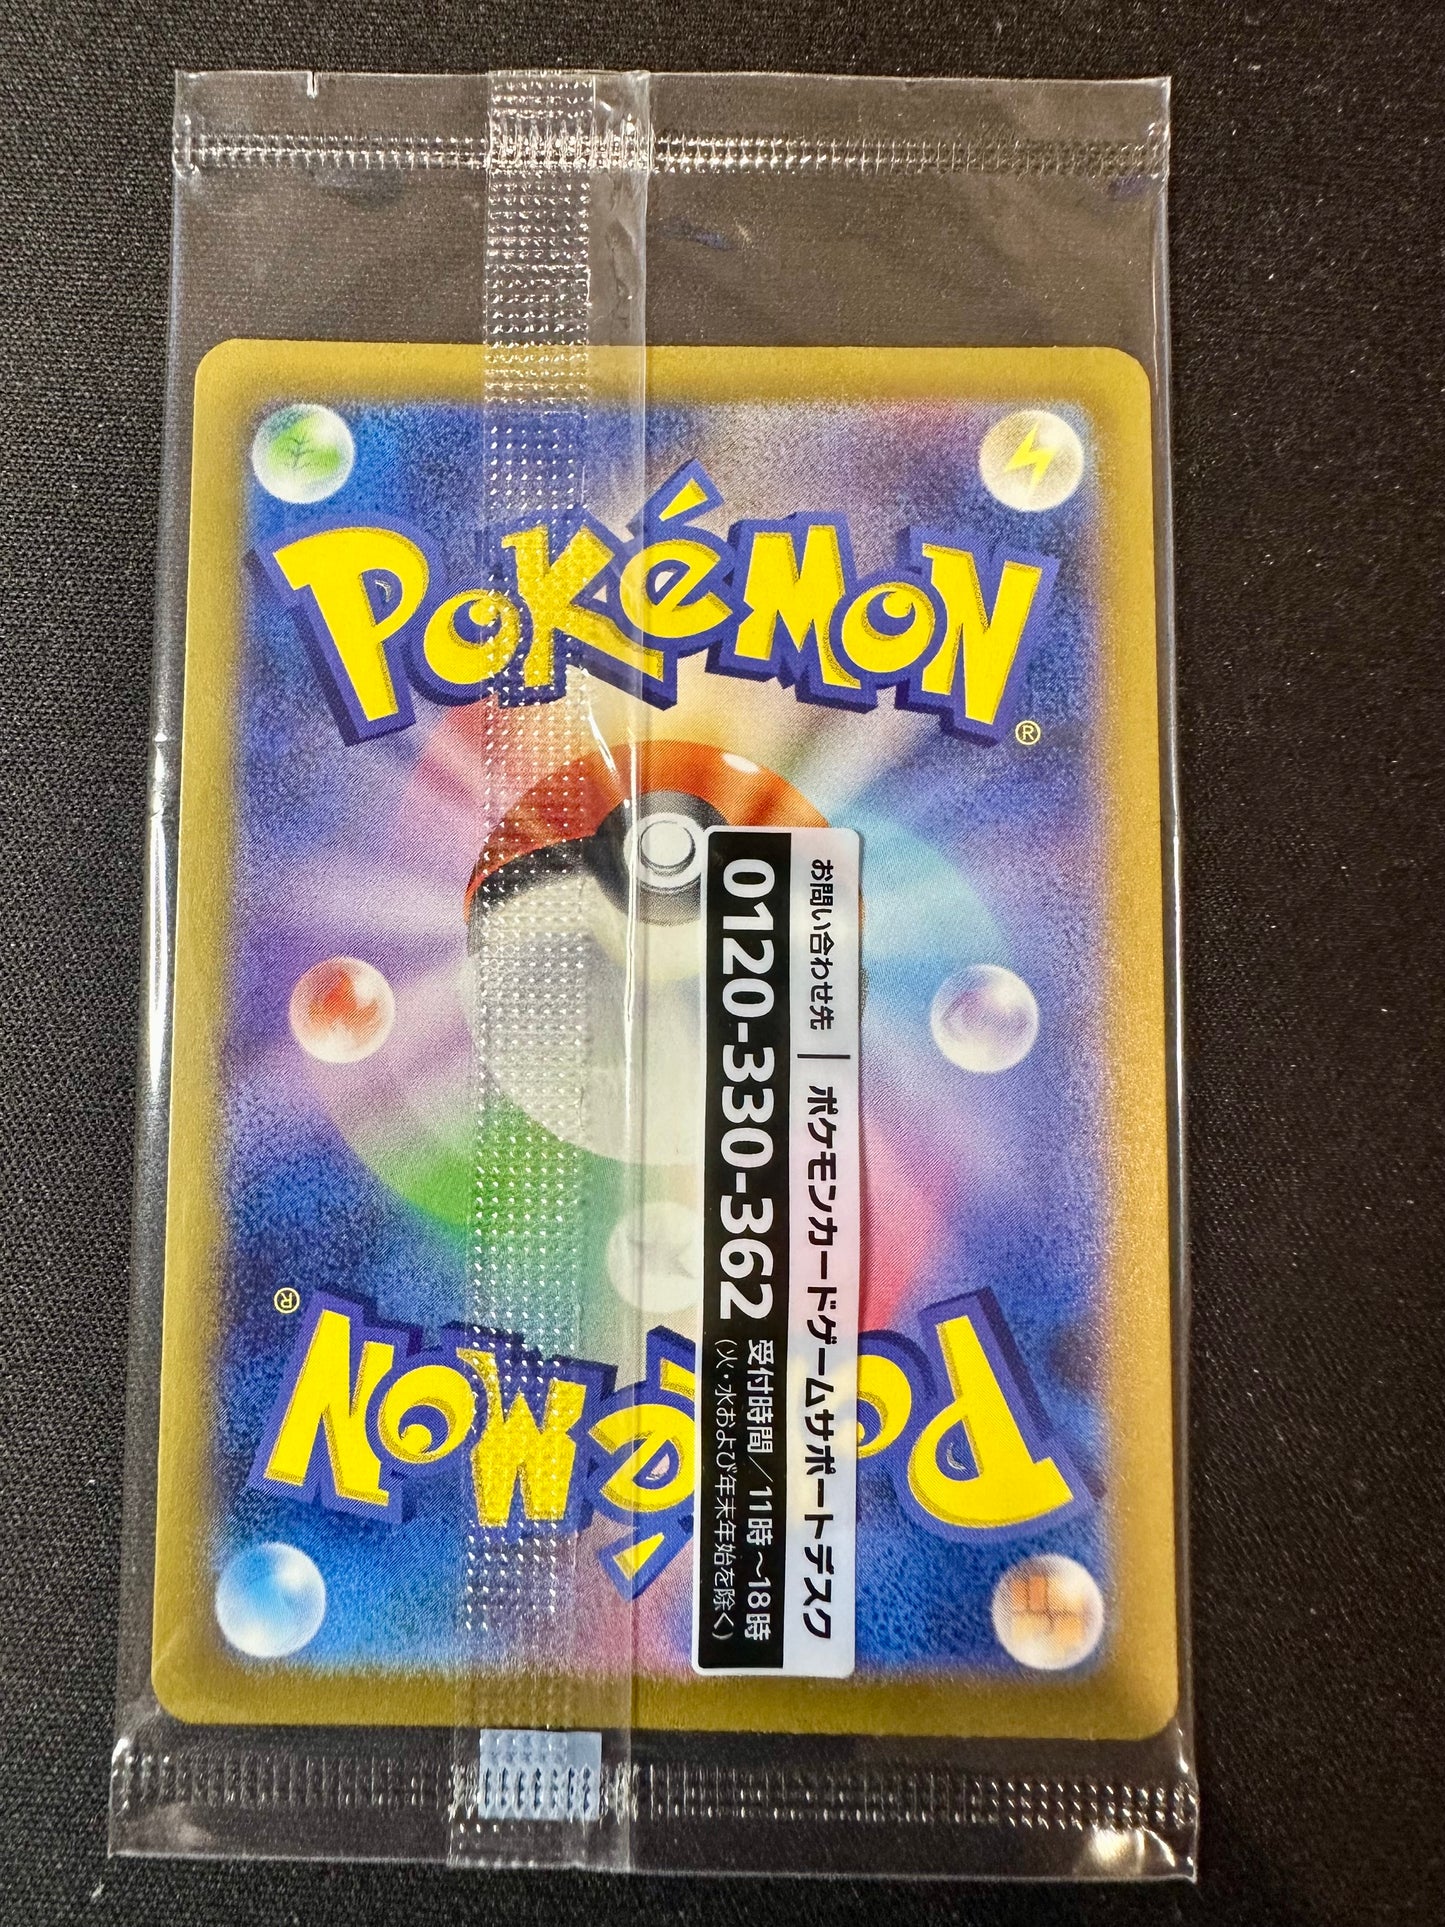 POKéMON®
お問い合わせ先 | ポケモンカードゲームサポートデスク
0120-330-362 受付時間／11時～18時
(火・水および年末年始を除く)
POKéMON®